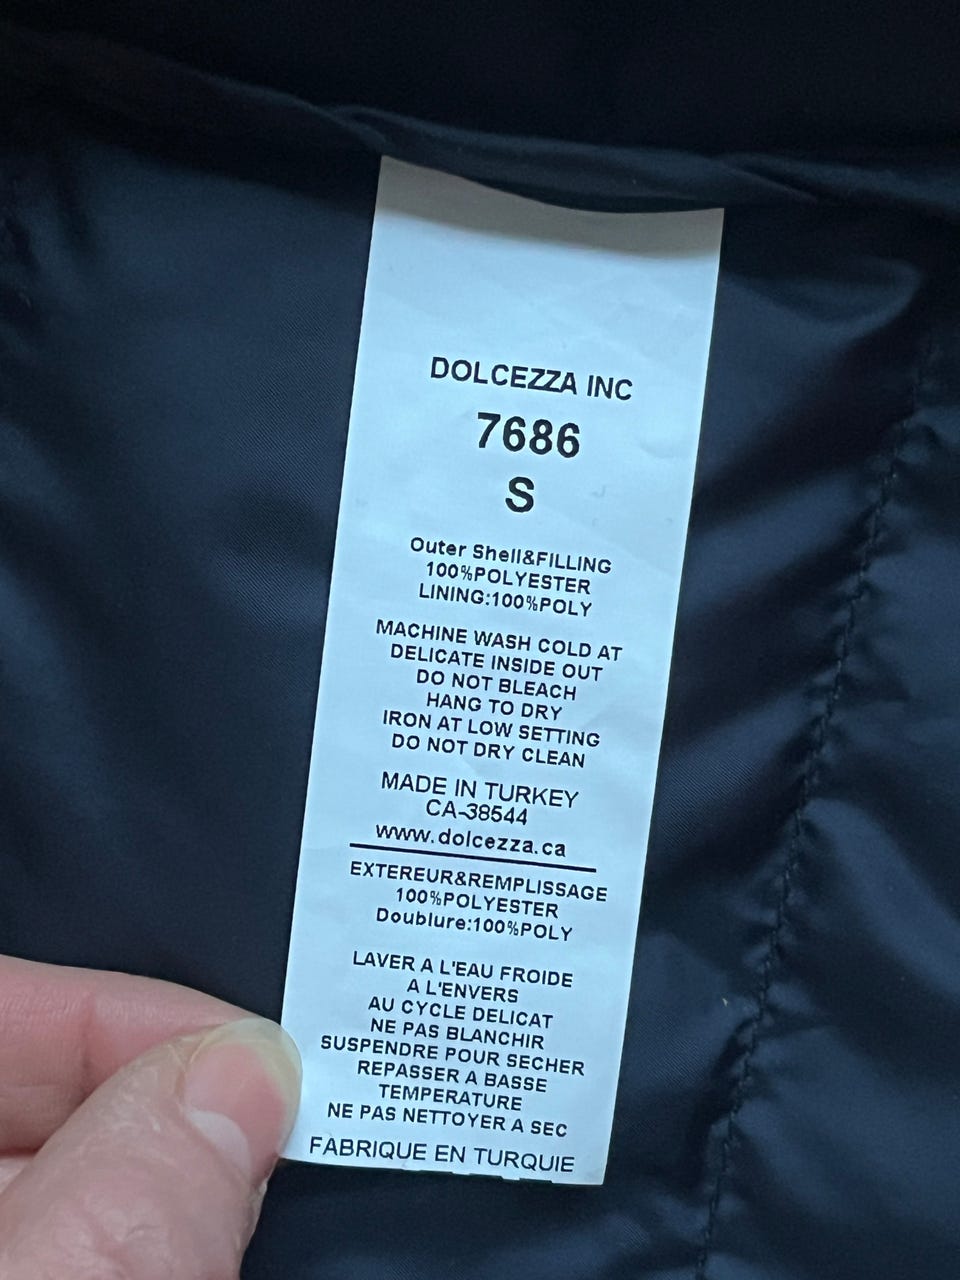 DOLCEZZA INC
7686
S
Outer Shell&FILLING
100%POLYESTER
LINING:100%POLY
MACHINE WASH COLD AT
DELICATE INSIDE OUT
DO NOT BLEACH
HANG TO DRY
IRON AT LOW SETTING
DO NOT DRY CLEAN
MADE IN TURKEY
CA-38544
www.dolcezza.ca
EXTEREUR&REMPLISSAGE
100%POLYESTER
Doublure:100%POLY
LAVER A L'EAU FROIDE
A L'ENVERS
AU CYCLE DELICAT
NE PAS BLANCHIR
SUSPENDRE POUR SECHER
REPASSER A BASSE
TEMPERATURE
NE PAS NETTOYER A SEC
FABRIQUE EN TURQUIE